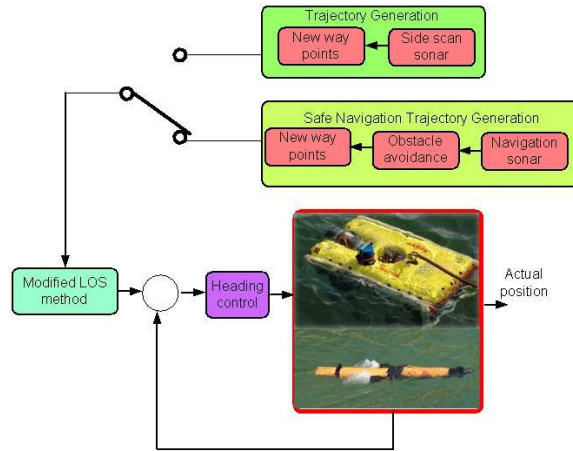 Trajectory Generation
New way
points
Side scan
sonar
Safe Navigation Trajectory Generation
New way
points
Obstacle
avoidance
Navigation
sonar
Modified LOS
method
Heading
control
Actual
position